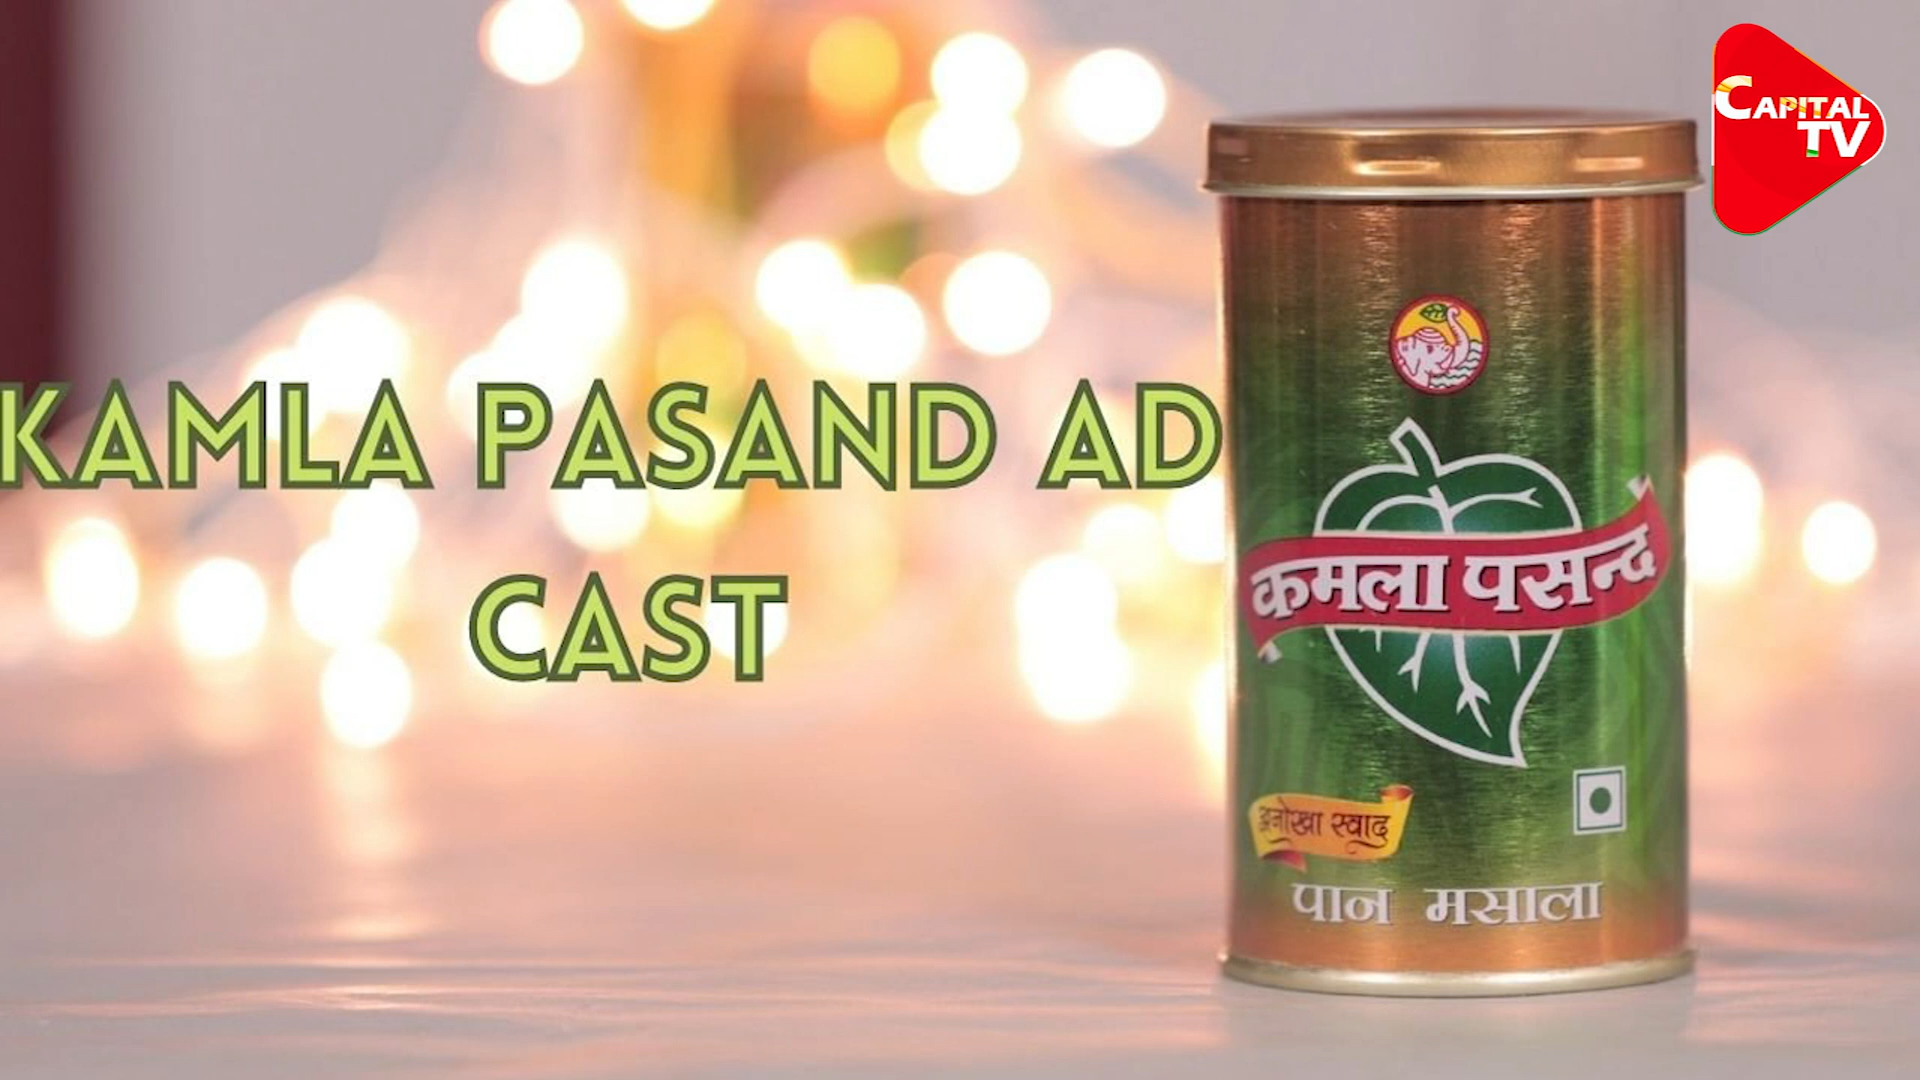 CAPITAL
TV
KAMLA PASAND AD
CAST
कमला पसन्द
अनोखा स्वाद
पान मसाला